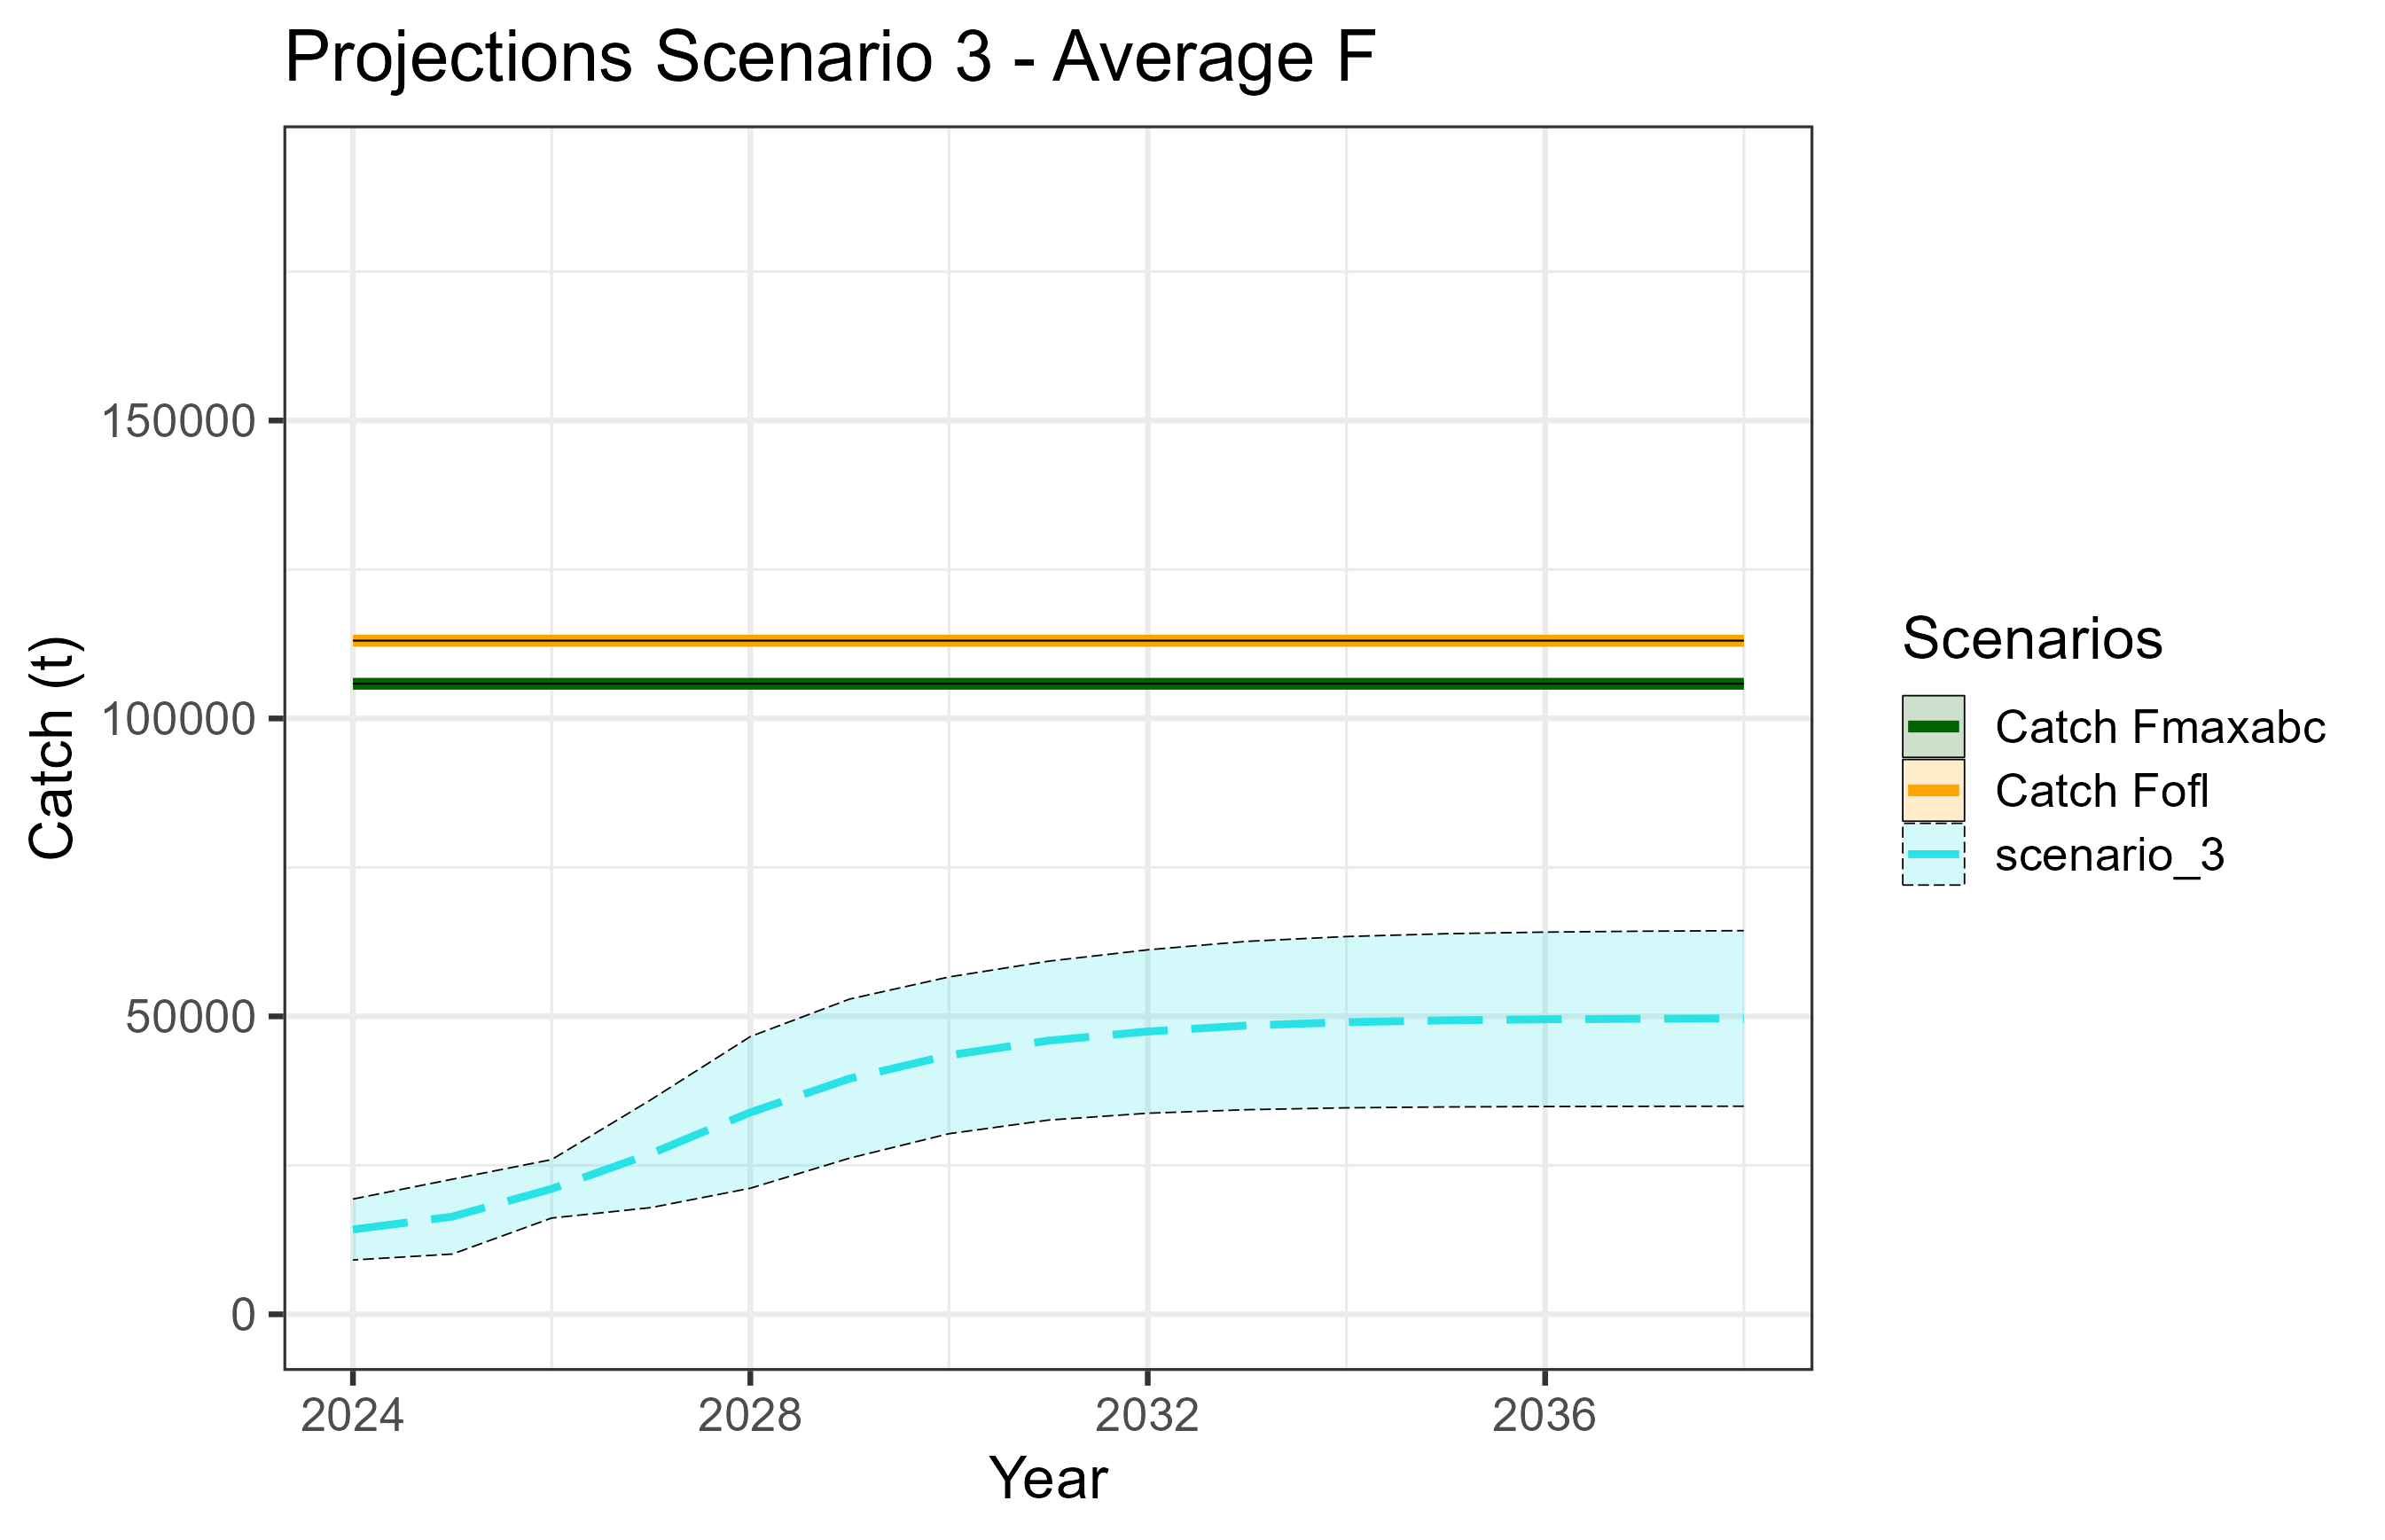 Projections Scenario 3 - Average F
Catch (t)
150000
100000
50000
0
2024 2028 2032 2036
Year
Scenarios
Catch Fmaxabc
Catch Fofl
scenario_3